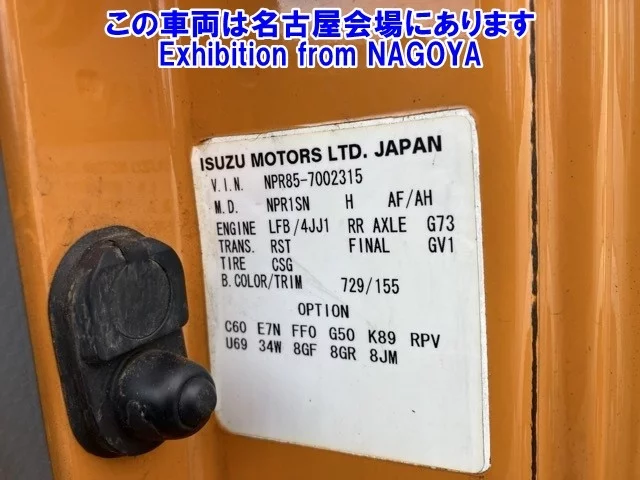 この車両は名古屋会場にあります
Exhibition from NAGOYA
ISUZU MOTORS LTD. JAPAN
V.I.N. NPR85-7002315
M.D. NPR1SN H AF/AH
ENGINE LFB/4JJ1 RR AXLE G73
TRANS. RST FINAL GV1
TIRE CSG
B.COLOR/TRIM 729/155
OPTION
C60 E7N FF0 G50 K89 RPV
U69 34W 8GF 8GR 8JM